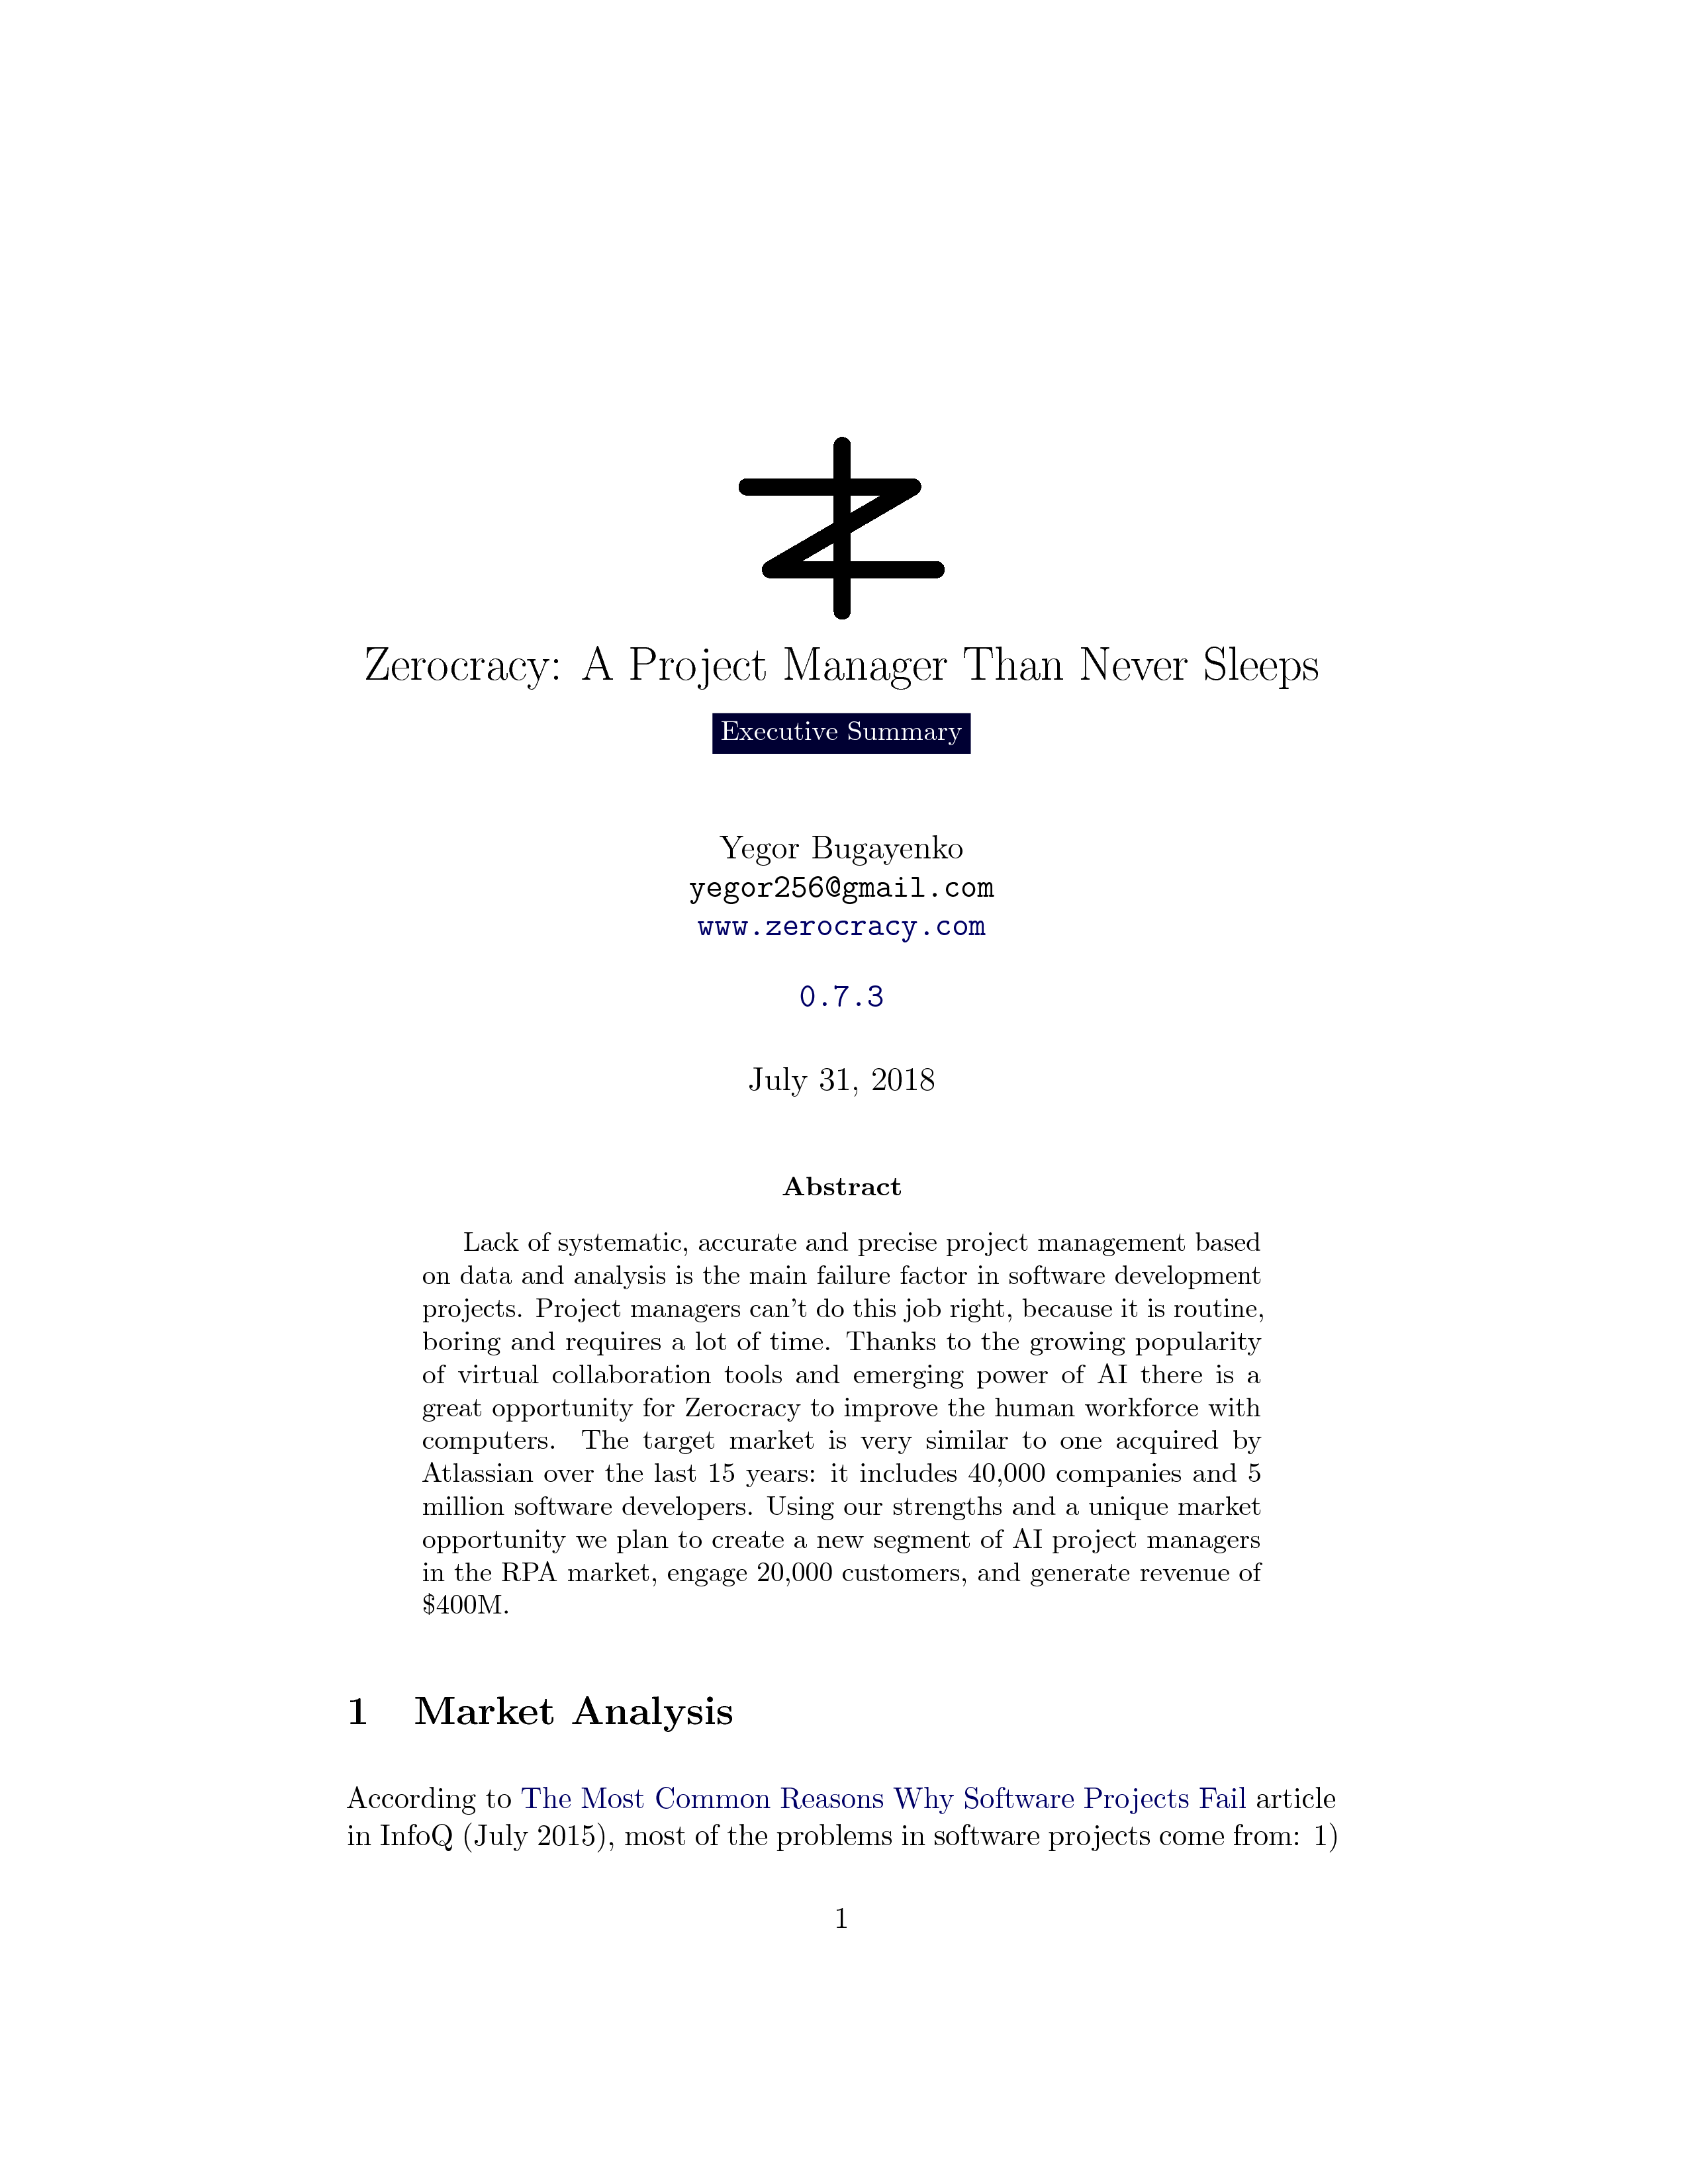 Zerocracy: A Project Manager Than Never Sleeps
Executive Summary
Yegor Bugayenko
yegor256@gmail.com
www.zerocracy.com
0.7.3
July 31, 2018
Abstract
Lack of systematic, accurate and precise project management based
on data and analysis is the main failure factor in software development
projects. Project managers can't do this job right, because it is routine,
boring and requires a lot of time. Thanks to the growing popularity
of virtual collaboration tools and emerging power of AI there is a
great opportunity for Zerocracy to improve the human workforce with
computers. The target market is very similar to one acquired by
Atlassian over the last 15 years: it includes 40,000 companies and 5
million software developers. Using our strengths and a unique market
opportunity we plan to create a new segment of AI project managers
in the RPA market, engage 20,000 customers, and generate revenue of
$400M.
1 Market Analysis
According to The Most Common Reasons Why Software Projects Fail article
in InfoQ (July 2015), most of the problems in software projects come from: 1)
1